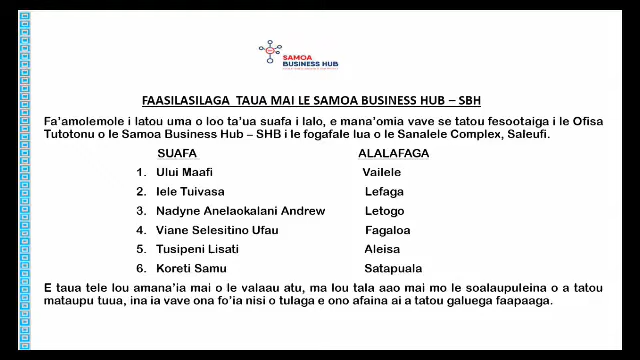 SAMOA
BUSINESS HUB
FAASILASILAGA TAUA MAI LE SAMOA BUSINESS HUB – SBH
Fa'amolemole i latou uma o loo ta'ua suafa i lalo, e mana'omia vave se tatou fesootaiga i le Ofisa
Tutotonu o le Samoa Business Hub – SHB i le fogafale lua o le Sanalele Complex, Saleufi.
SUAFA ALALAFAGA
1. Ului Maafi Vailele
2. Iele Tuivasa Lefaga
3. Nadyne Anelaokalani Andrew Letogo
4. Viane Selesitino Ufau Fagaloa
5. Tusipeni Lisati Aleisa
6. Koreti Samu Satapuala
E taua tele lou amana'ia mai o le valaau atu, ma lou tala aao mai mo le soalaupuleina o a tatou
mataupu tuua, ina ia vave ona fo'ia nisi o tulaga e ono afaina ai a tatou galuega faapaaga.